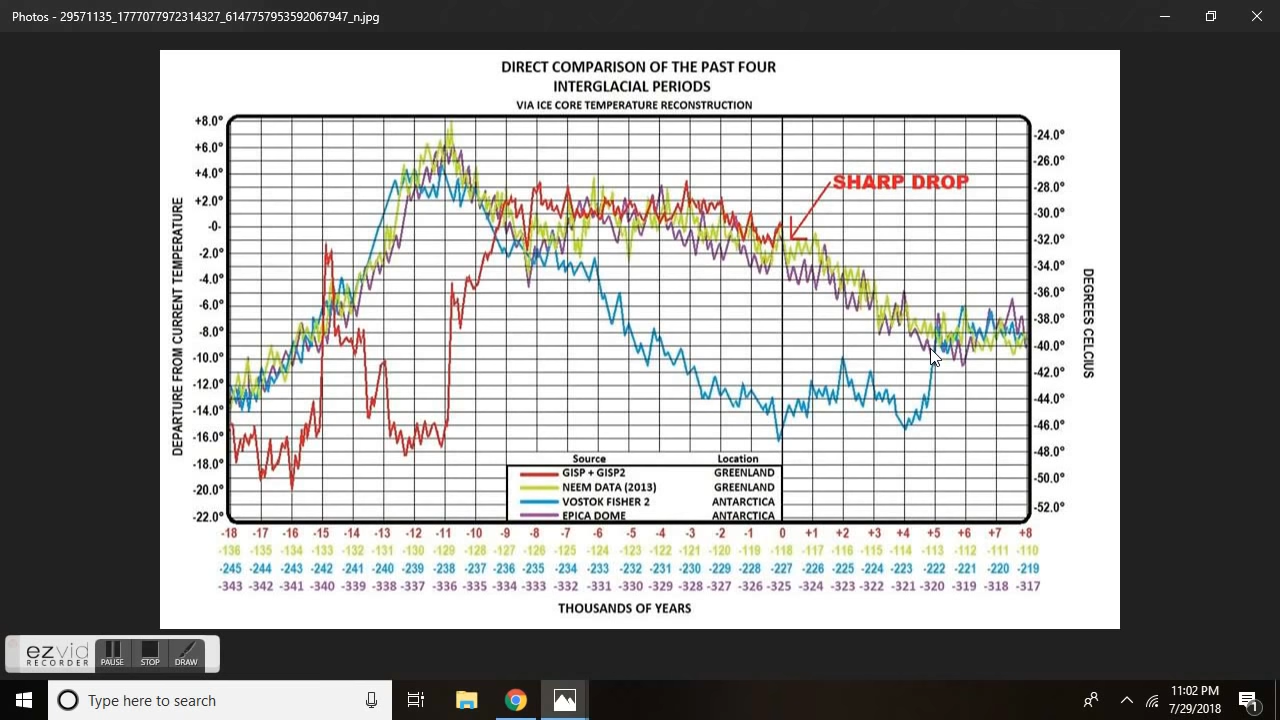 Photos - 29571135_1777077972314327_6147757953592067947_n.jpg
DIRECT COMPARISON OF THE PAST FOUR
INTERGLACIAL PERIODS
VIA ICE CORE TEMPERATURE RECONSTRUCTION
+8.0°
+6.0°
+4.0°
+2.0°
-0-
-2.0°
-4.0°
-6.0°
-8.0°
-10.0°
-12.0°
-14.0°
-16.0°
-18.0°
-20.0°
-22.0°
DEPARTURE FROM CURRENT TEMPERATURE
SHARP DROP
-24.0°
-26.0°
-28.0°
-30.0°
-32.0°
-34.0°
-36.0°
-38.0°
-40.0°
-42.0°
-44.0°
-46.0°
-48.0°
-50.0°
-52.0°
DEGREES CELCIUS
Source Location
GISP + GISP2 GREENLAND
NEEM DATA (2013) GREENLAND
VOSTOK FISHER 2 ANTARCTICA
EPICA DOME ANTARCTICA
-18 -17 -16 -15 -14 -13 -12 -11 -10 -9 -8 -7 -6 -5 -4 -3 -2 -1 0 +1 +2 +3 +4 +5 +6 +7 +8
-136 -135 -134 -133 -132 -131 -130 -129 -128 -127 -126 -125 -124 -123 -122 -121 -120 -119 -118 -117 -116 -115 -114 -113 -112 -111 -110
-245 -244 -243 -242 -241 -240 -239 -238 -237 -236 -235 -234 -233 -232 -231 -230 -229 -228 -227 -226 -225 -224 -223 -222 -221 -220 -219
-343 -342 -341 -340 -339 -338 -337 -336 -335 -334 -333 -332 -331 -330 -329 -328 -327 -326 -325 -324 -323 -322 -321 -320 -319 -318 -317
THOUSANDS OF YEARS
ezvid
RECORDER
PAUSE STOP DRAW
Type here to search
11:02 PM
7/29/2018
1